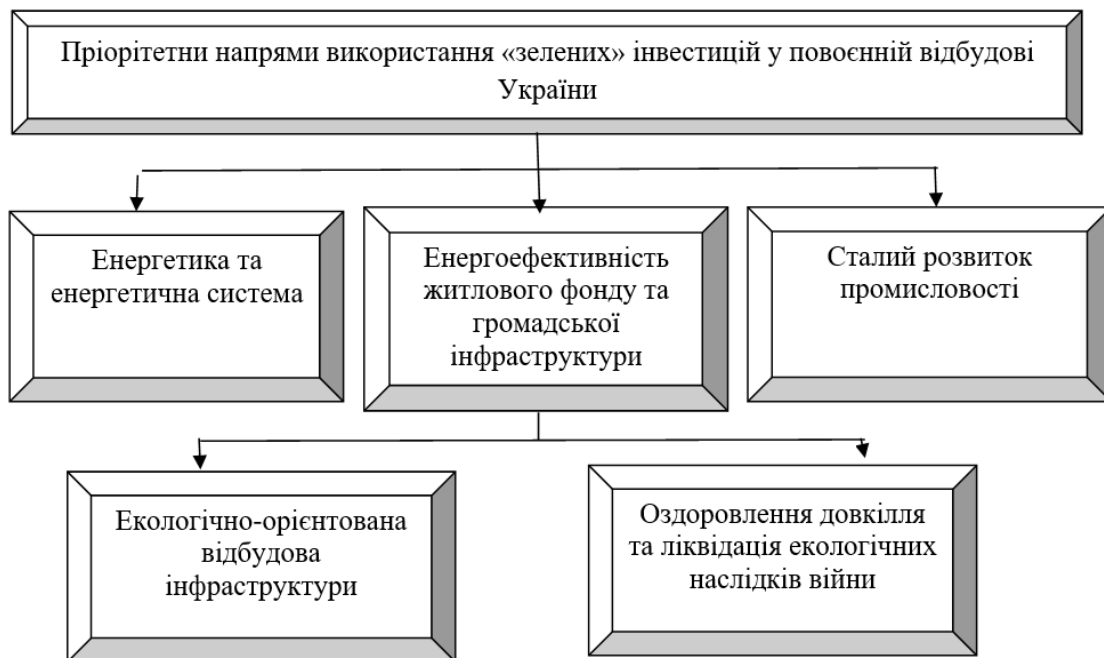 Пріорітетни напрями використання «зелених» інвестицій у повоєнній відбудові
України
Енергетика та
енергетична система
Енергоефективність
житлового фонду та
громадської
інфраструктури
Сталий розвиток
промисловості
Екологічно-орієнтована
відбудова
інфраструктури
Оздоровлення довкілля
та ліквідація екологічних
наслідків війни